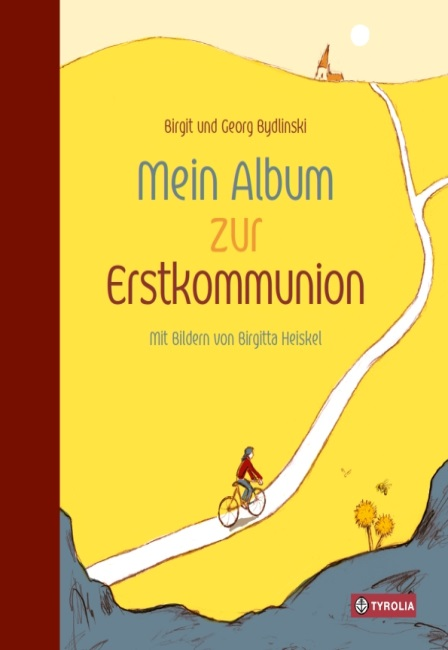 Birgit und Georg Bydlinski
Mein Album
zur
Erstkommunion
Mit Bildern von Birgitta Heiskel
TYROLIA